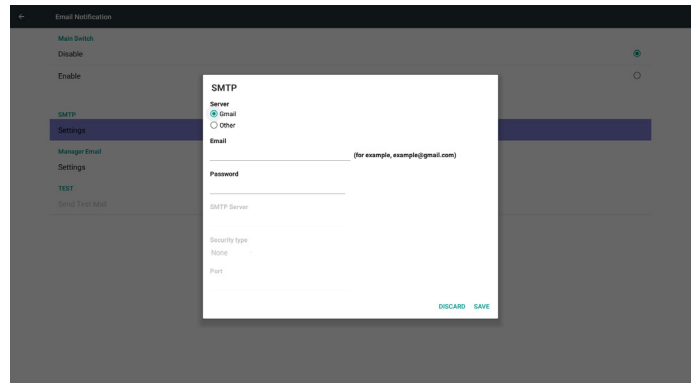 Email Notification
Main Switch
Disable
Enable
SMTP
Settings
Manager Email
Settings
TEST
Send Test Mail
SMTP
Server
Gmail
Other
Email
(for example, example@gmail.com)
Password
SMTP Server
Security type
None
Port
DISCARD SAVE